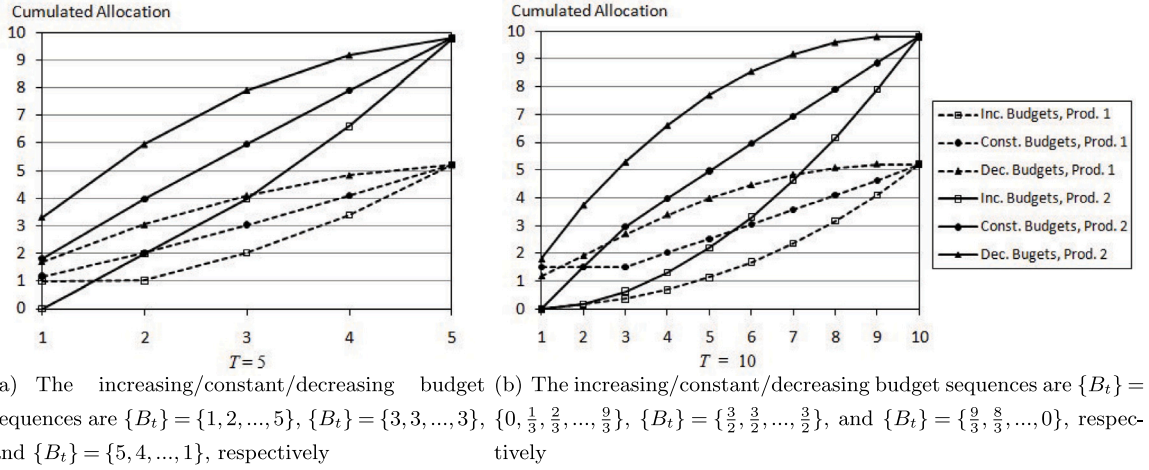 Cumulated Allocation
10
9
8
7
6
5
4
3
2
1
0
1 2 3 4 5
T = 5
Cumulated Allocation
10
9
8
7
6
5
4
3
2
1
0
1 2 3 4 5 6 7 8 9 10
T = 10
Inc. Budgets, Prod. 1
Const. Budgets, Prod. 1
Dec. Budgets, Prod. 1
Inc. Budgets, Prod. 2
Const. Budgets, Prod. 2
Dec. Bugets, Prod. 2
a) The increasing/constant/decreasing budget
equences are {B_t} = {1, 2, ..., 5}, {B_t} = {3, 3, ..., 3},
nd {B_t} = {5, 4, ..., 1}, respectively
(b) The increasing/constant/decreasing budget sequences are {B_t} =
{0, 1/3, 2/3, ..., 9/3}, {B_t} = {3/2, 3/2, ..., 3/2}, and {B_t} = {9/3, 8/3, ..., 0}, respec-
tively